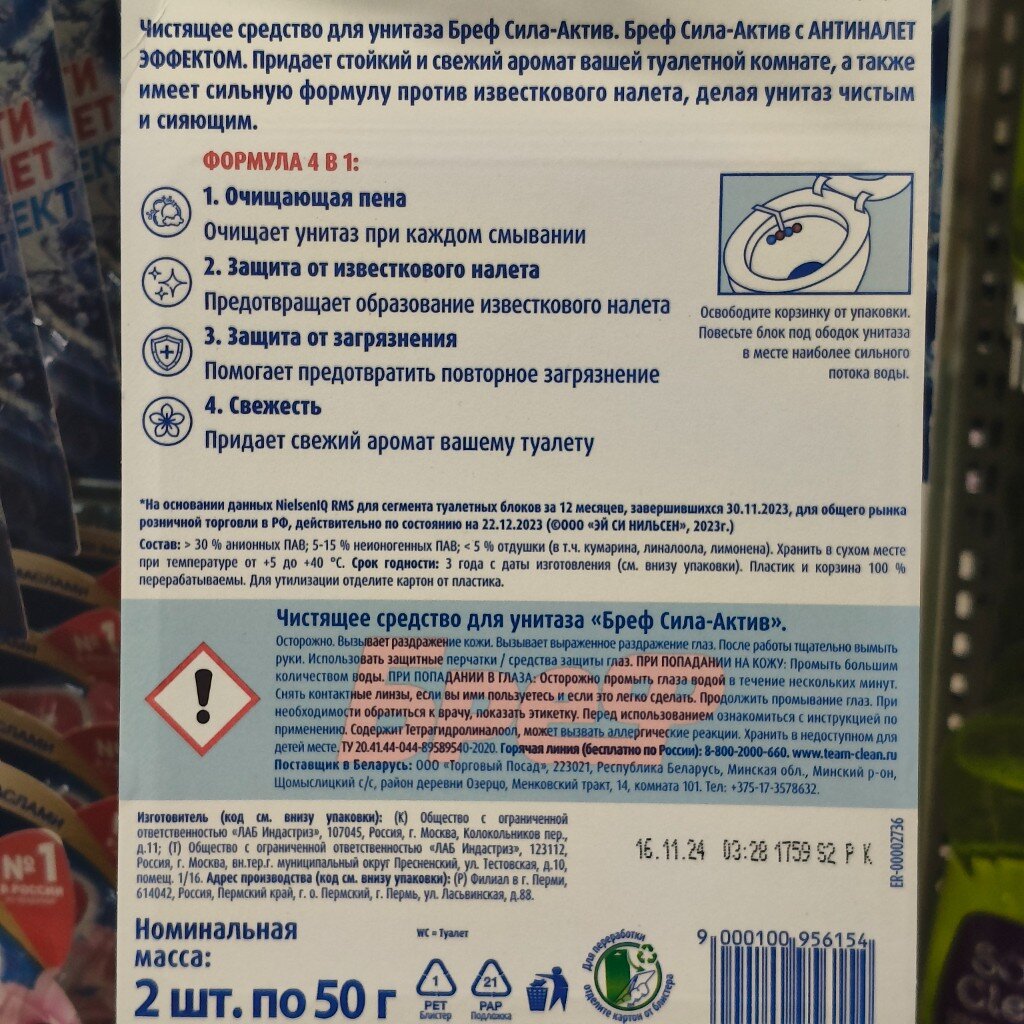 Чистящее средство для унитаза Бреф Сила-Актив. Бреф Сила-Актив с АНТИНАЛЕТ
ЭФФЕКТОМ. Придает стойкий и свежий аромат вашей туалетной комнате, а также
имеет сильную формулу против известкового налета, делая унитаз чистым
и сияющим.
ФОРМУЛА 4 В 1:
1. Очищающая пена
Очищает унитаз при каждом смывании
2. Защита от известкового налета
Предотвращает образование известкового налета
3. Защита от загрязнения
Помогает предотвратить повторное загрязнение
4. Свежесть
Придает свежий аромат вашему туалету
Освободите корзинку от упаковки.
Повесьте блок под ободок унитаза
в месте наиболее сильного
потока воды.
*На основании данных NielsenIQ RMS для сегмента туалетных блоков за 12 месяцев, завершившихся 30.11.2023, для общего рынка
розничной торговли в РФ, действительно по состоянию на 22.12.2023 (©ООО «ЭЙ СИ НИЛЬСЕН», 2023г.)
Состав: > 30 % анионных ПАВ; 5-15 % неионогенных ПАВ; < 5 % отдушки (в т.ч. кумарина, линалоола, лимонена). Хранить в сухом месте
при температуре от +5 до +40 °С. Срок годности: 3 года с даты изготовления (см. внизу упаковки). Пластик и корзина 100 %
перерабатываемы. Для утилизации отделите картон от пластика.
Чистящее средство для унитаза «Бреф Сила-Актив».
Осторожно. Вызывает раздражение кожи. Вызывает выраженное раздражение глаз. После работы тщательно вымыть
руки. Использовать защитные перчатки / средства защиты глаз. ПРИ ПОПАДАНИИ НА КОЖУ: Промыть большим
количеством воды. ПРИ ПОПАДАНИИ В ГЛАЗА: Осторожно промыть глаза водой в течение нескольких минут.
Снять контактные линзы, если вы ими пользуетесь и если это легко сделать. Продолжить промывание глаз. При
необходимости обратиться к врачу, показать этикетку. Перед использованием ознакомиться с инструкцией по
применению. Содержит Тетрагидролиналоол, может вызвать аллергические реакции. Хранить в недоступном для
детей месте. ТУ 20.41.44-044-89589540-2020. Горячая линия (бесплатно по России): 8-800-2000-660. www.team-clean.ru
Поставщик в Беларусь: ООО «Торговый Посад», 223021, Республика Беларусь, Минская обл., Минский р-он,
Щомыслицкий с/с, район деревни Озерцо, Менковский тракт, 14, комната 101. Тел: +375-17-3578632.
Бреф
Изготовитель (код см. внизу упаковки): (К) Общество с ограниченной
ответственностью «ЛАБ Индастриз», 107045, Россия, г. Москва, Колокольников пер.,
д.11; (Т) Общество с ограниченной ответственностью «ЛАБ Индастриз», 123112,
Россия, г. Москва, вн.тер.г. муниципальный округ Пресненский, ул. Тестовская, д.10,
помещ. 1/16. Адрес производства (код см. внизу упаковки): (Р) Филиал в г. Перми,
614042, Россия, Пермский край, г. о. Пермский, г. Пермь, ул. Ласьвинская, д.88.
16.11.24 03:28 1759 S2 P K
ER-00002736
Номинальная
масса:
2 шт. по 50 г
WC = Туалет
1
PET
Блистер
21
PAP
Подложка
Для переработки
отделите картон от блистера
9 000100 956154
№1
№1
В РОССИИ